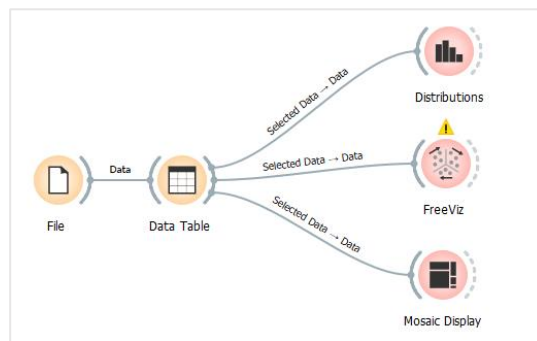 Selected Data → Data
Distributions
Data
Selected Data → Data
File
Data Table
FreeViz
Selected Data → Data
Mosaic Display